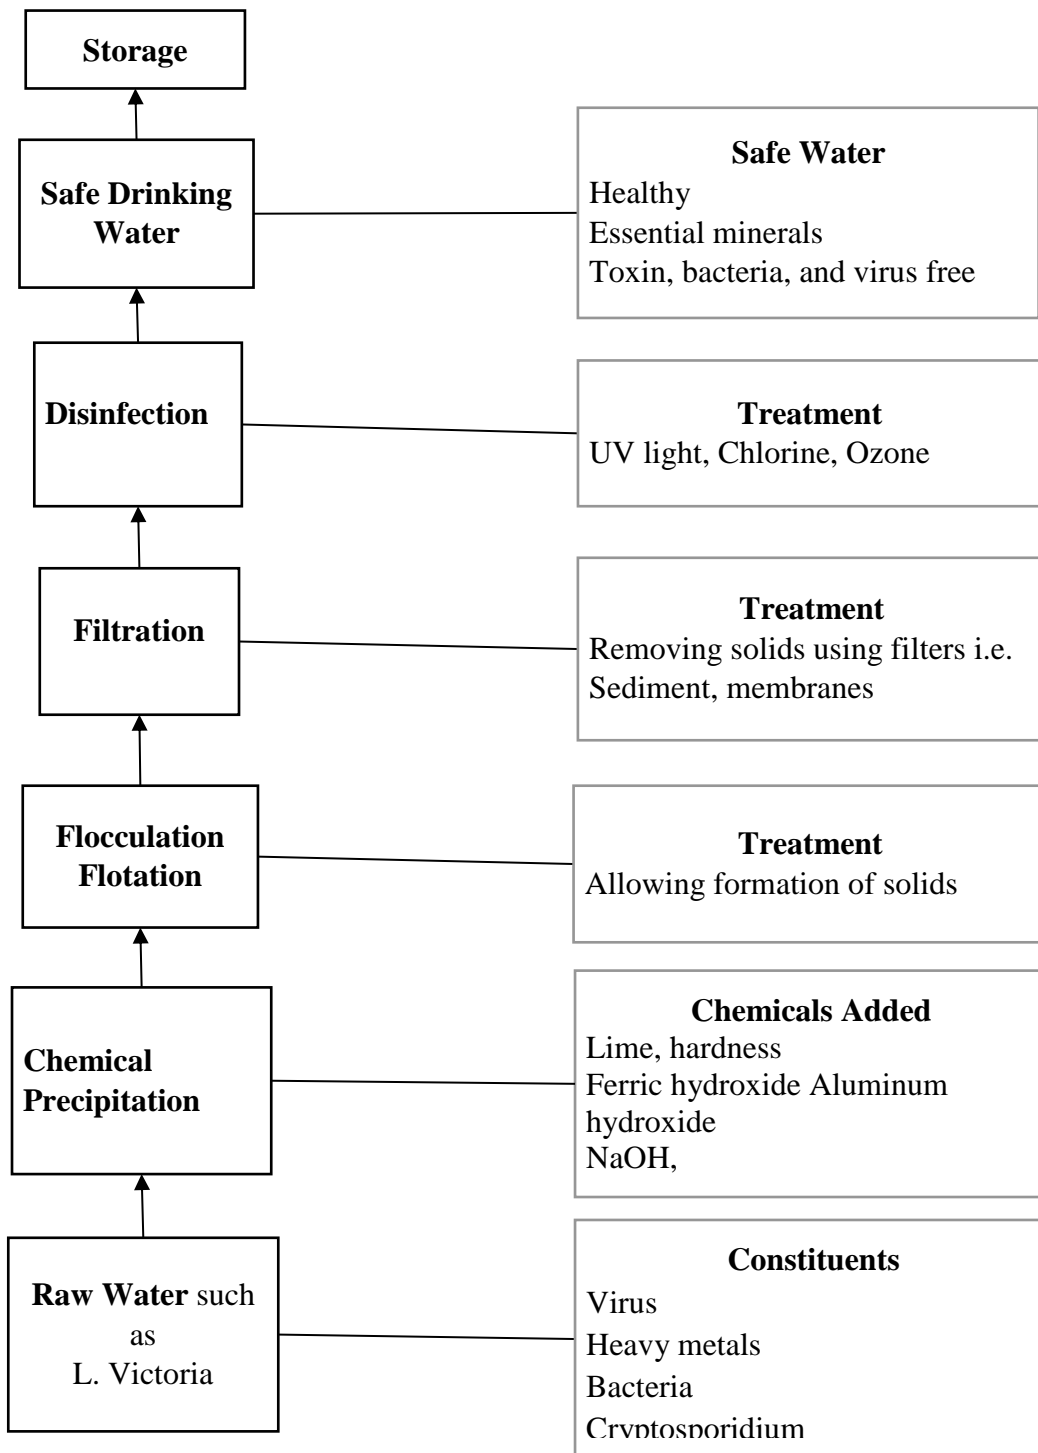 Storage
Safe Drinking
Water
Safe Water
Healthy
Essential minerals
Toxin, bacteria, and virus free
Disinfection
Treatment
UV light, Chlorine, Ozone
Filtration
Treatment
Removing solids using filters i.e.
Sediment, membranes
Flocculation
Flotation
Treatment
Allowing formation of solids
Chemical
Precipitation
Chemicals Added
Lime, hardness
Ferric hydroxide Aluminum
hydroxide
NaOH,
Raw Water such
as
L. Victoria
Constituents
Virus
Heavy metals
Bacteria
Cryptosporidium